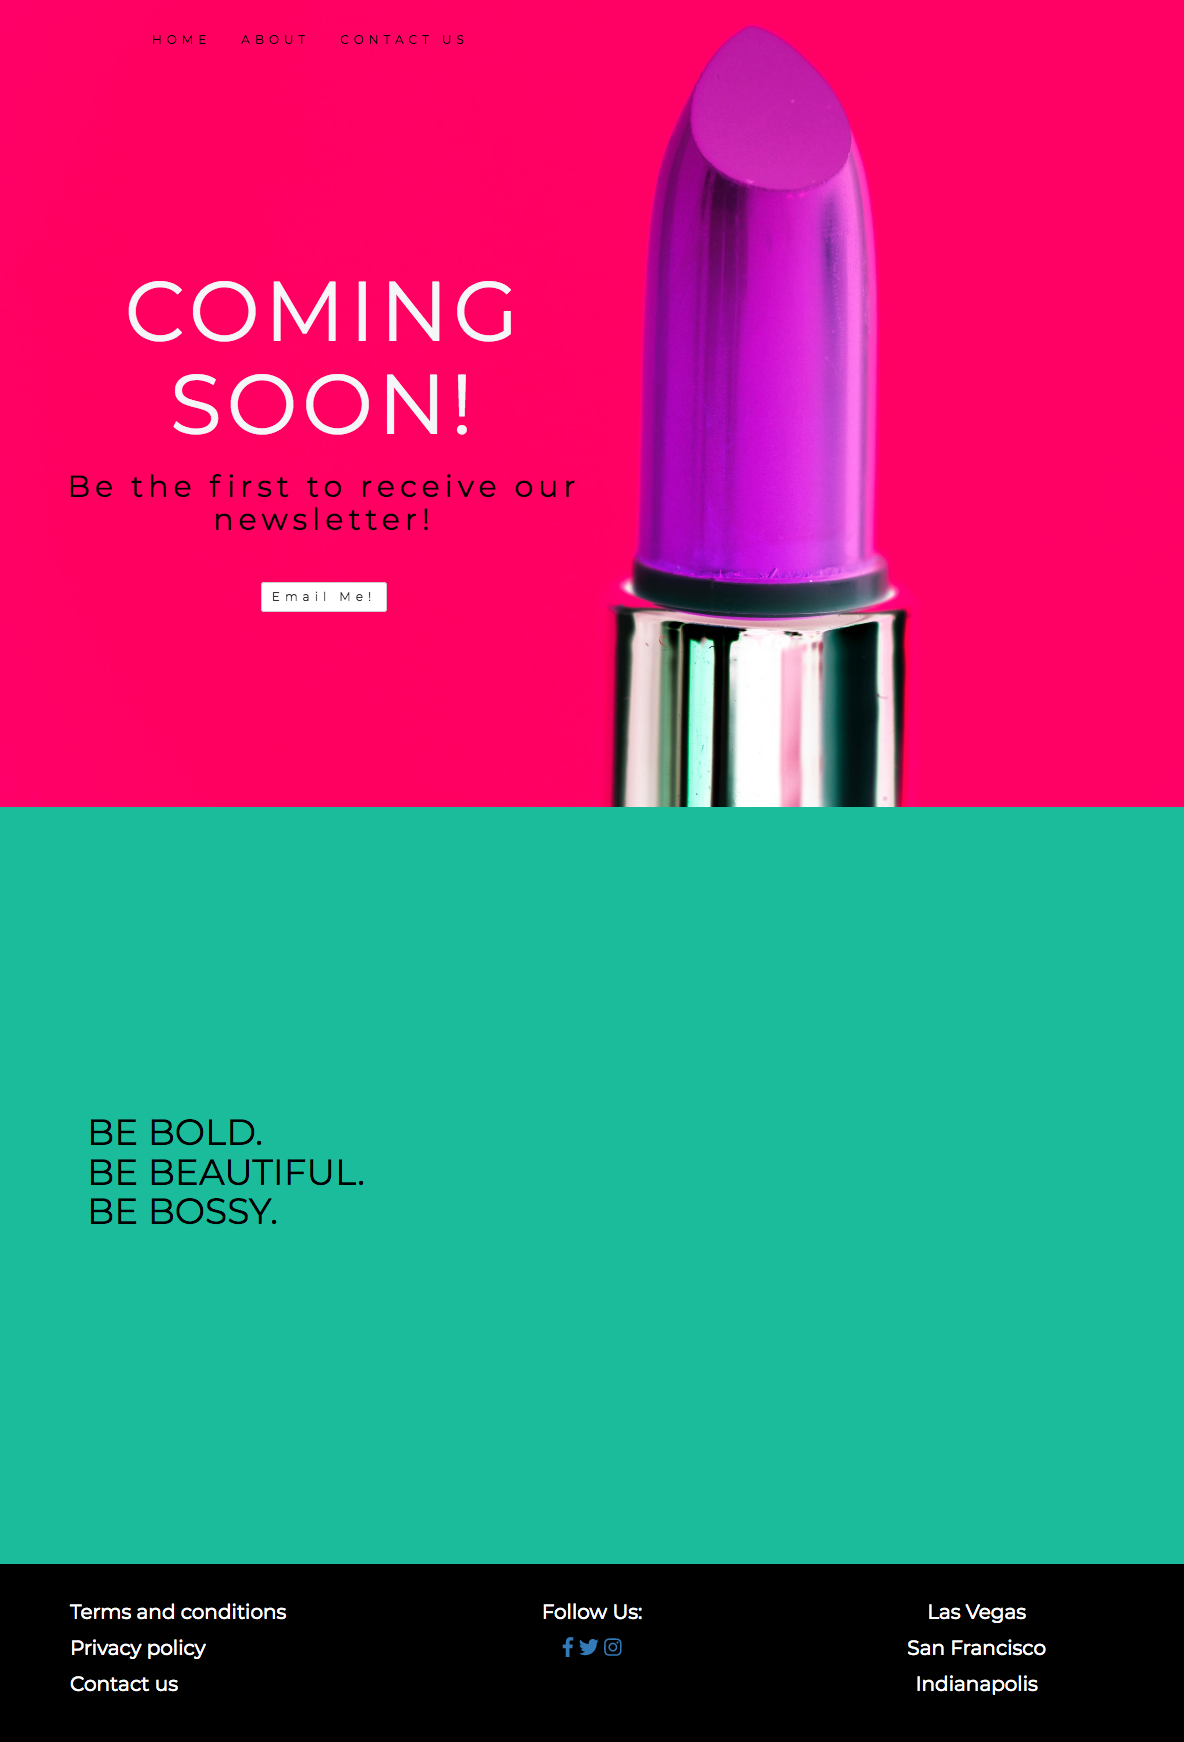 HOME ABOUT CONTACT US
COMING
SOON!
Be the first to receive our
newsletter!
Email Me!
BE BOLD.
BE BEAUTIFUL.
BE BOSSY.
Terms and conditions
Privacy policy
Contact us
Follow Us:
Las Vegas
San Francisco
Indianapolis